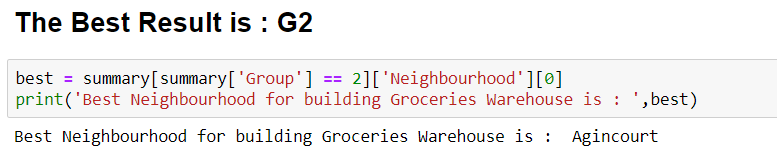 The Best Result is : G2
best = summary[summary['Group'] == 2]['Neighbourhood'][0]
print('Best Neighbourhood for building Groceries Warehouse is : ',best)
Best Neighbourhood for building Groceries Warehouse is :  Agincourt